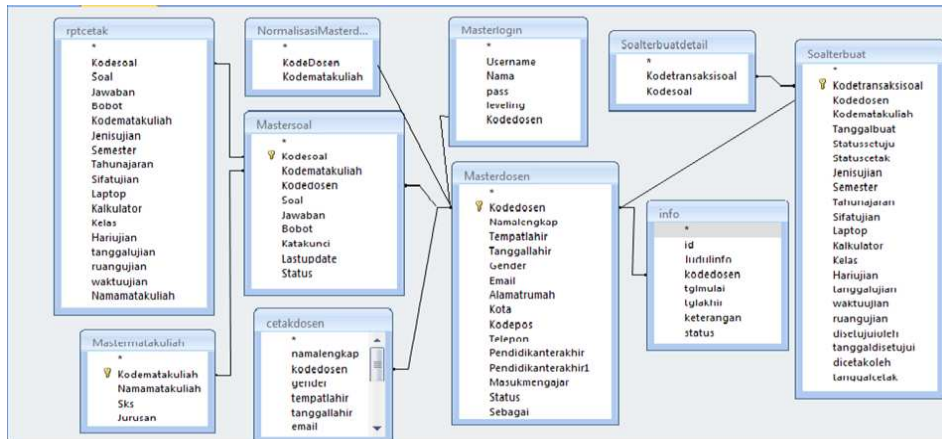 rptcetak
*
Kodesoal
Soal
Jawaban
Bobot
Kodematakuliah
Jenisujian
Semester
Tahunajaran
Sifatujian
Laptop
Kalkulator
Kelas
Hariujian
tanggalujian
ruangujian
waktuujian
Namamatakuliah
NormalisasiMasterd...
*
KodeDosen
Kodematakuliah
Masterlogin
*
Username
Nama
pass
leveling
Kodedosen
Soalterbuatdetail
*
Kodetransaksisoal
Kodesoal
Soalterbuat
*
Kodetransaksisoal
Kodedosen
Kodematakuliah
Tanggalbuat
Statussetuju
Statuscetak
Jenisujian
Semester
Tahunajaran
Sifatujian
Laptop
Kalkulator
Kelas
Hariujian
tanggalujian
waktuujian
ruangujian
disetujuioleh
tanggaldisetujui
dicetakoleh
tanggalcetak
Mastersoal
*
Kodesoal
Kodematakuliah
Kodedosen
Soal
Jawaban
Bobot
Katakunci
Lastupdate
Status
Masterdosen
*
Kodedosen
Namalengkap
Tempatlahir
Tanggallahir
Gender
Email
Alamatrumah
Kota
Kodepos
Telepon
Pendidikanterakhir
Pendidikanterakhir1
Masukmengajar
Status
Sebagai
info
*
id
Judulinfo
kodedosen
tglmulai
tglakhir
keterangan
status
Mastermatakuliah
*
Kodematakuliah
Namamatakuliah
Sks
Jurusan
cetakdosen
*
namalengkap
kodedosen
gender
tempatlahir
tanggallahir
email